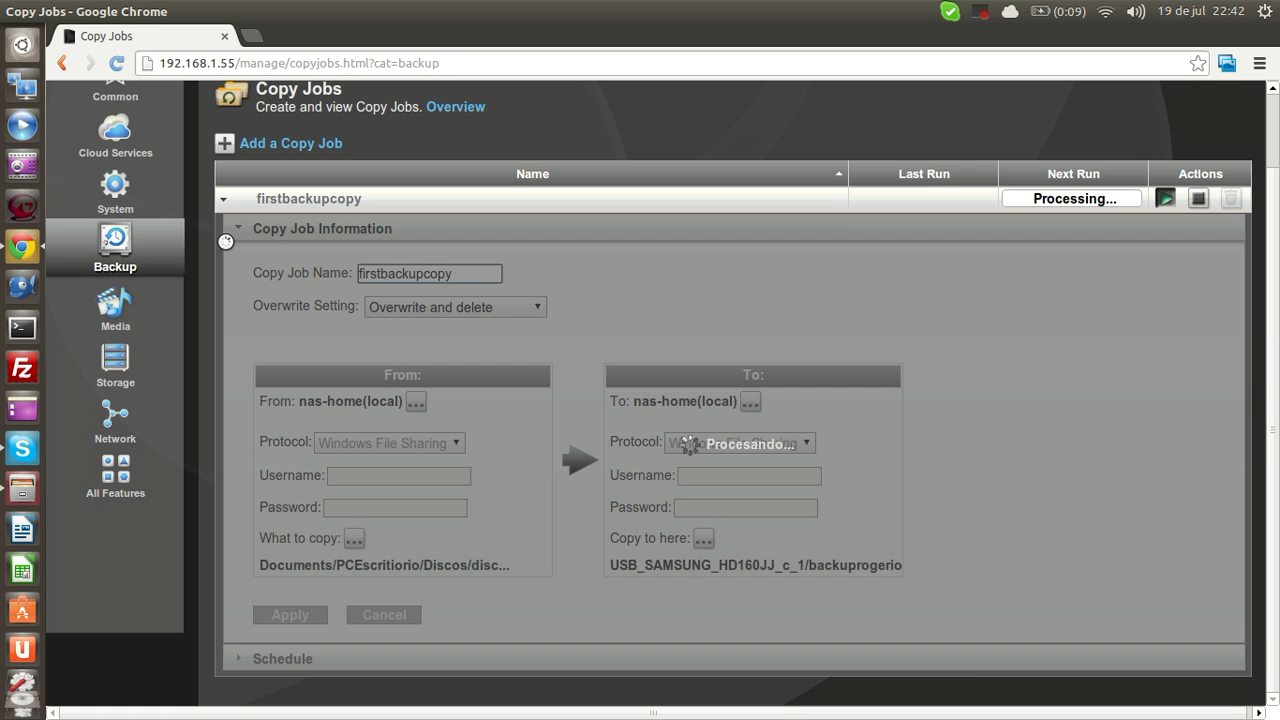 Copy Jobs - Google Chrome
(0:09)
19 de jul 22:42
Copy Jobs
192.168.1.55/manage/copyjobs.html?cat=backup
Common
Cloud Services
System
Backup
Media
Storage
Network
All Features
Copy Jobs
Create and view Copy Jobs. Overview
Add a Copy Job
Name Last Run Next Run Actions
firstbackupcopy Processing...
Copy Job Information
Copy Job Name: firstbackupcopy
Overwrite Setting: Overwrite and delete
From:
From: nas-home(local) ...
Protocol: Windows File Sharing
Username:
Password:
What to copy: ...
Documents/PCEscritiorio/Discos/disc...
To:
To: nas-home(local) ...
Protocol: Windows File Sharing
Procesando...
Username:
Password:
Copy to here: ...
USB_SAMSUNG_HD160JJ_c_1/backuprogerio
Apply Cancel
Schedule